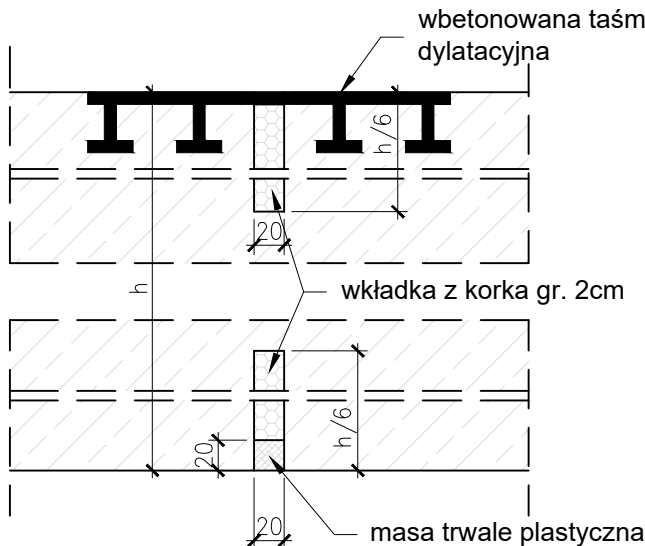 wbetonowana taśm
dylatacyjna
h/6
20
h
wkładka z korka gr. 2cm
h/6
20
20
masa trwale plastyczna